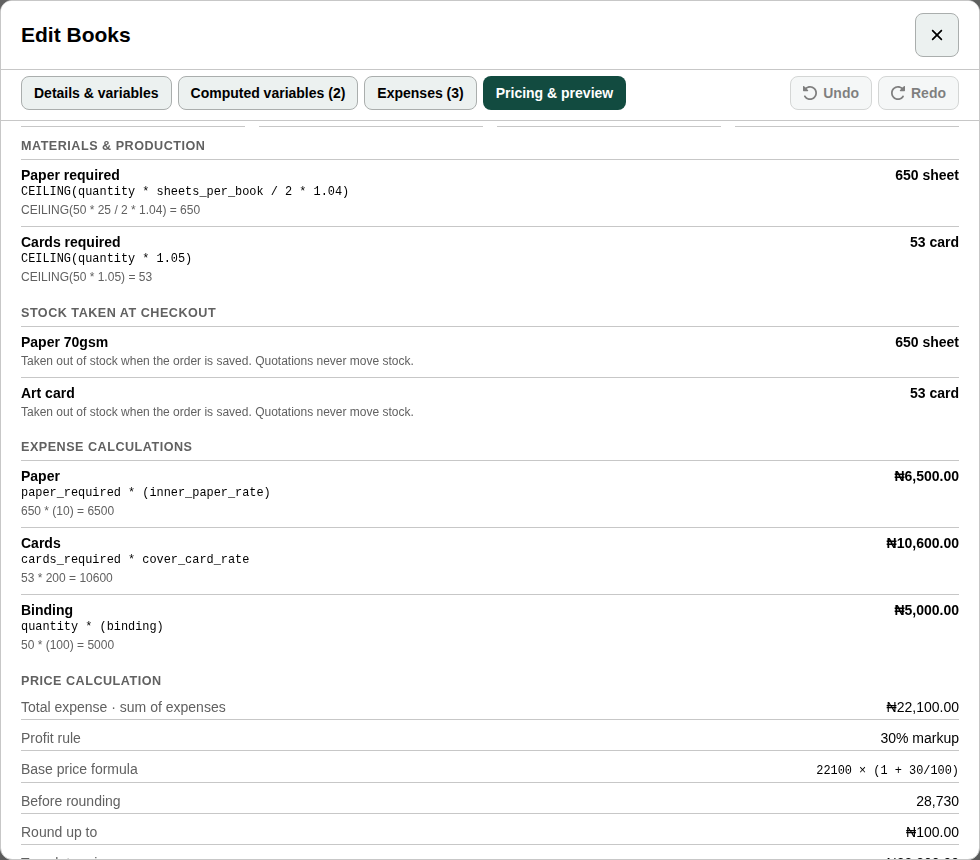 Edit Books
×
Details & variables
Computed variables (2)
Expenses (3)
Pricing & preview
Undo
Redo
MATERIALS & PRODUCTION
Paper required 650 sheet
CEILING(quantity * sheets_per_book / 2 * 1.04)
CEILING(50 * 25 / 2 * 1.04) = 650
Cards required 53 card
CEILING(quantity * 1.05)
CEILING(50 * 1.05) = 53
STOCK TAKEN AT CHECKOUT
Paper 70gsm 650 sheet
Taken out of stock when the order is saved. Quotations never move stock.
Art card 53 card
Taken out of stock when the order is saved. Quotations never move stock.
EXPENSE CALCULATIONS
Paper ₦6,500.00
paper_required * (inner_paper_rate)
650 * (10) = 6500
Cards ₦10,600.00
cards_required * cover_card_rate
53 * 200 = 10600
Binding ₦5,000.00
quantity * (binding)
50 * (100) = 5000
PRICE CALCULATION
Total expense · sum of expenses ₦22,100.00
Profit rule 30% markup
Base price formula 22100 × (1 + 30/100)
Before rounding 28,730
Round up to ₦100.00